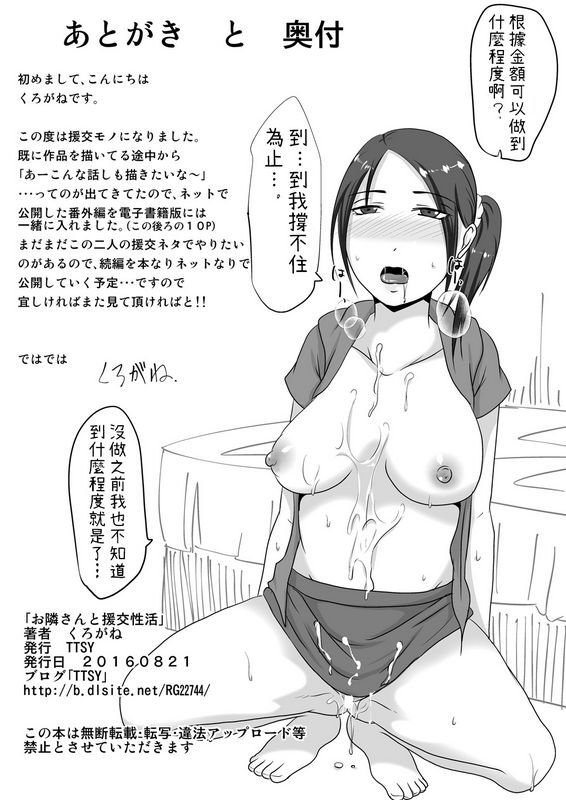 あとがき と 奥付
初めまして、こんにちは
くろがねです。
この度は援交モノになりました。
既に作品を描いてる途中から
「あーこんな話しも描きたいな～」
…ってのが出てきてたので、ネットで
公開した番外編を電子書籍版には
一緒に入れました。(この後ろの１０P)
まだまだこの二人の援交ネタでやりたい
のがあるので、続編を本なりネットなりで
公開していく予定…ですので
宜しければまた見て頂ければと!!
ではでは
くろがね.
根據金額可以做到
什麼程度啊？
到…到我撐不住
為止…。
はー
はー
沒做之前我也不知道
到什麼程度就是了…
「お隣さんと援交性活」
著者　くろがね
発行　TTSY
発行日　２０１６０８２１
ブログ「TTSY」
http://b.dlsite.net/RG22744/
この本は無断転載・転写・違法アップロード等
禁止とさせていただきます